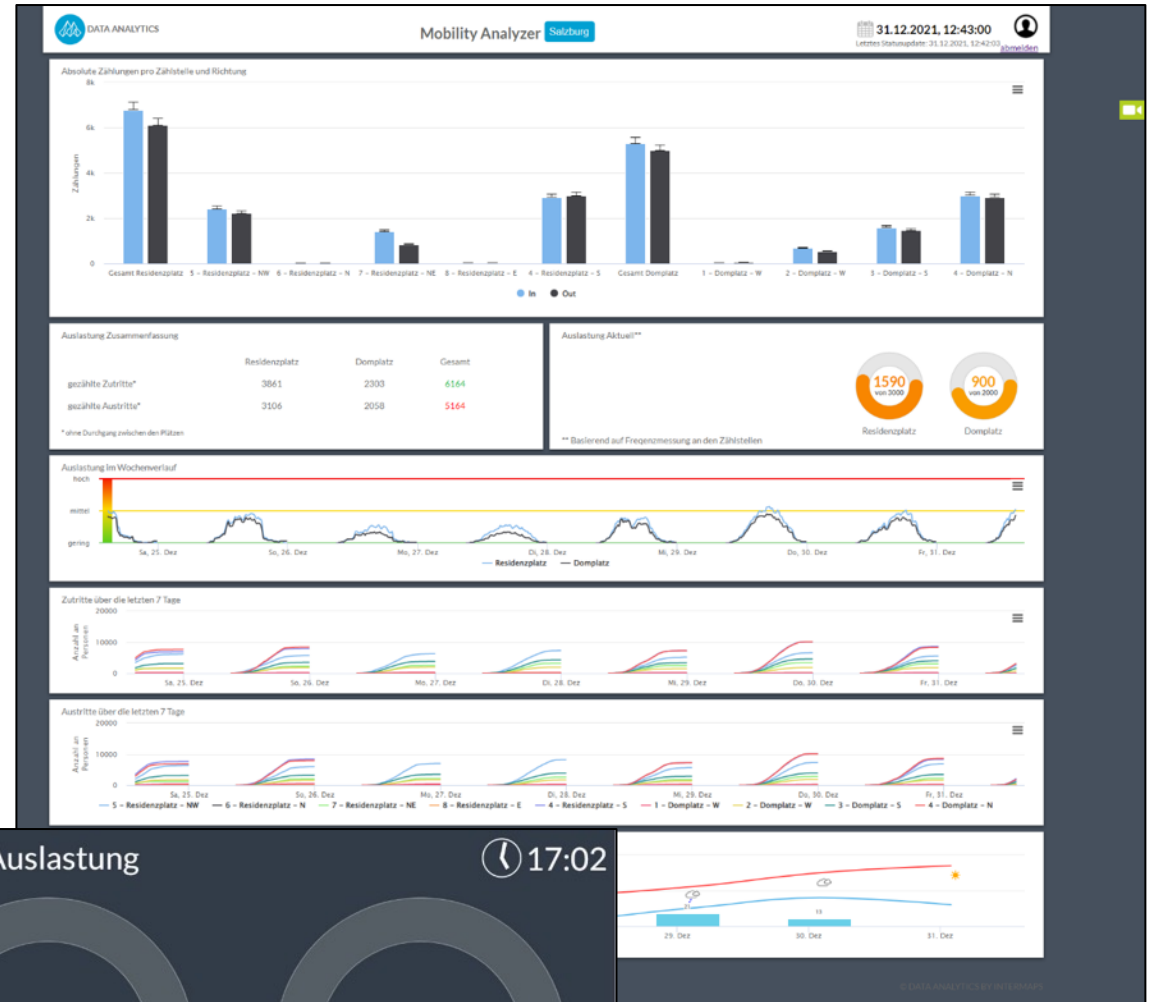 DATA ANALYTICS
Mobility Analyzer Salzburg
31.12.2021, 12:43:00
Letztes Statusupdate: 31.12.2021, 12:42:03
abmelden
Absolute Zählungen pro Zählstelle und Richtung
8k
6k
4k
2k
0
Zählungen
Gesamt Residenzplatz 5 – Residenzplatz – NW 6 – Residenzplatz – N 7 – Residenzplatz – NE 8 – Residenzplatz – E 4 – Residenzplatz – S Gesamt Domplatz 1 – Domplatz – W 2 – Domplatz – W 3 – Domplatz – S 4 – Domplatz – N
In Out
Auslastung Zusammenfassung
Residenzplatz Domplatz Gesamt
gezählte Zutritte* 3861 2303 6164
gezählte Austritte* 3106 2058 5164
* ohne Durchgang zwischen den Plätzen
Auslastung Aktuell**
1590 900
von 3000 von 2000
Residenzplatz Domplatz
** Basierend auf Freqenzmessung an den Zählstellen
Auslastung im Wochenverlauf
hoch
mittel
gering
Sa, 25. Dez So, 26. Dez Mo, 27. Dez Di, 28. Dez Mi, 29. Dez Do, 30. Dez Fr, 31. Dez
Residenzplatz Domplatz
Zutritte über die letzten 7 Tage
20000
10000
0
Anzahl an
Personen
Sa, 25. Dez So, 26. Dez Mo, 27. Dez Di, 28. Dez Mi, 29. Dez Do, 30. Dez Fr, 31. Dez
Austritte über die letzten 7 Tage
20000
10000
0
Anzahl an
Personen
Sa, 25. Dez So, 26. Dez Mo, 27. Dez Di, 28. Dez Mi, 29. Dez Do, 30. Dez Fr, 31. Dez
5 – Residenzplatz – NW 6 – Residenzplatz – N 7 – Residenzplatz – NE 8 – Residenzplatz – E 4 – Residenzplatz – S 1 – Domplatz – W 2 – Domplatz – W 3 – Domplatz – S 4 – Domplatz – N
Auslastung 17:02
13
29. Dez 30. Dez 31. Dez
© DATA ANALYTICS BY INTERMAPS